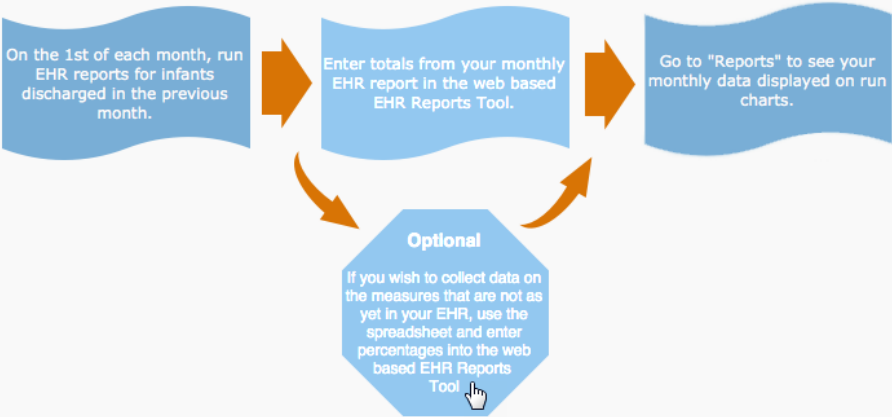 On the 1st of each month, run
EHR reports for infants
discharged in the previous
month.
Enter totals from your monthly
EHR report in the web based
EHR Reports Tool.
Go to "Reports" to see your
monthly data displayed on run
charts.
Optional
If you wish to collect data on
the measures that are not as
yet in your EHR, use the
spreadsheet and enter
percentages into the web
based EHR Reports
Tool